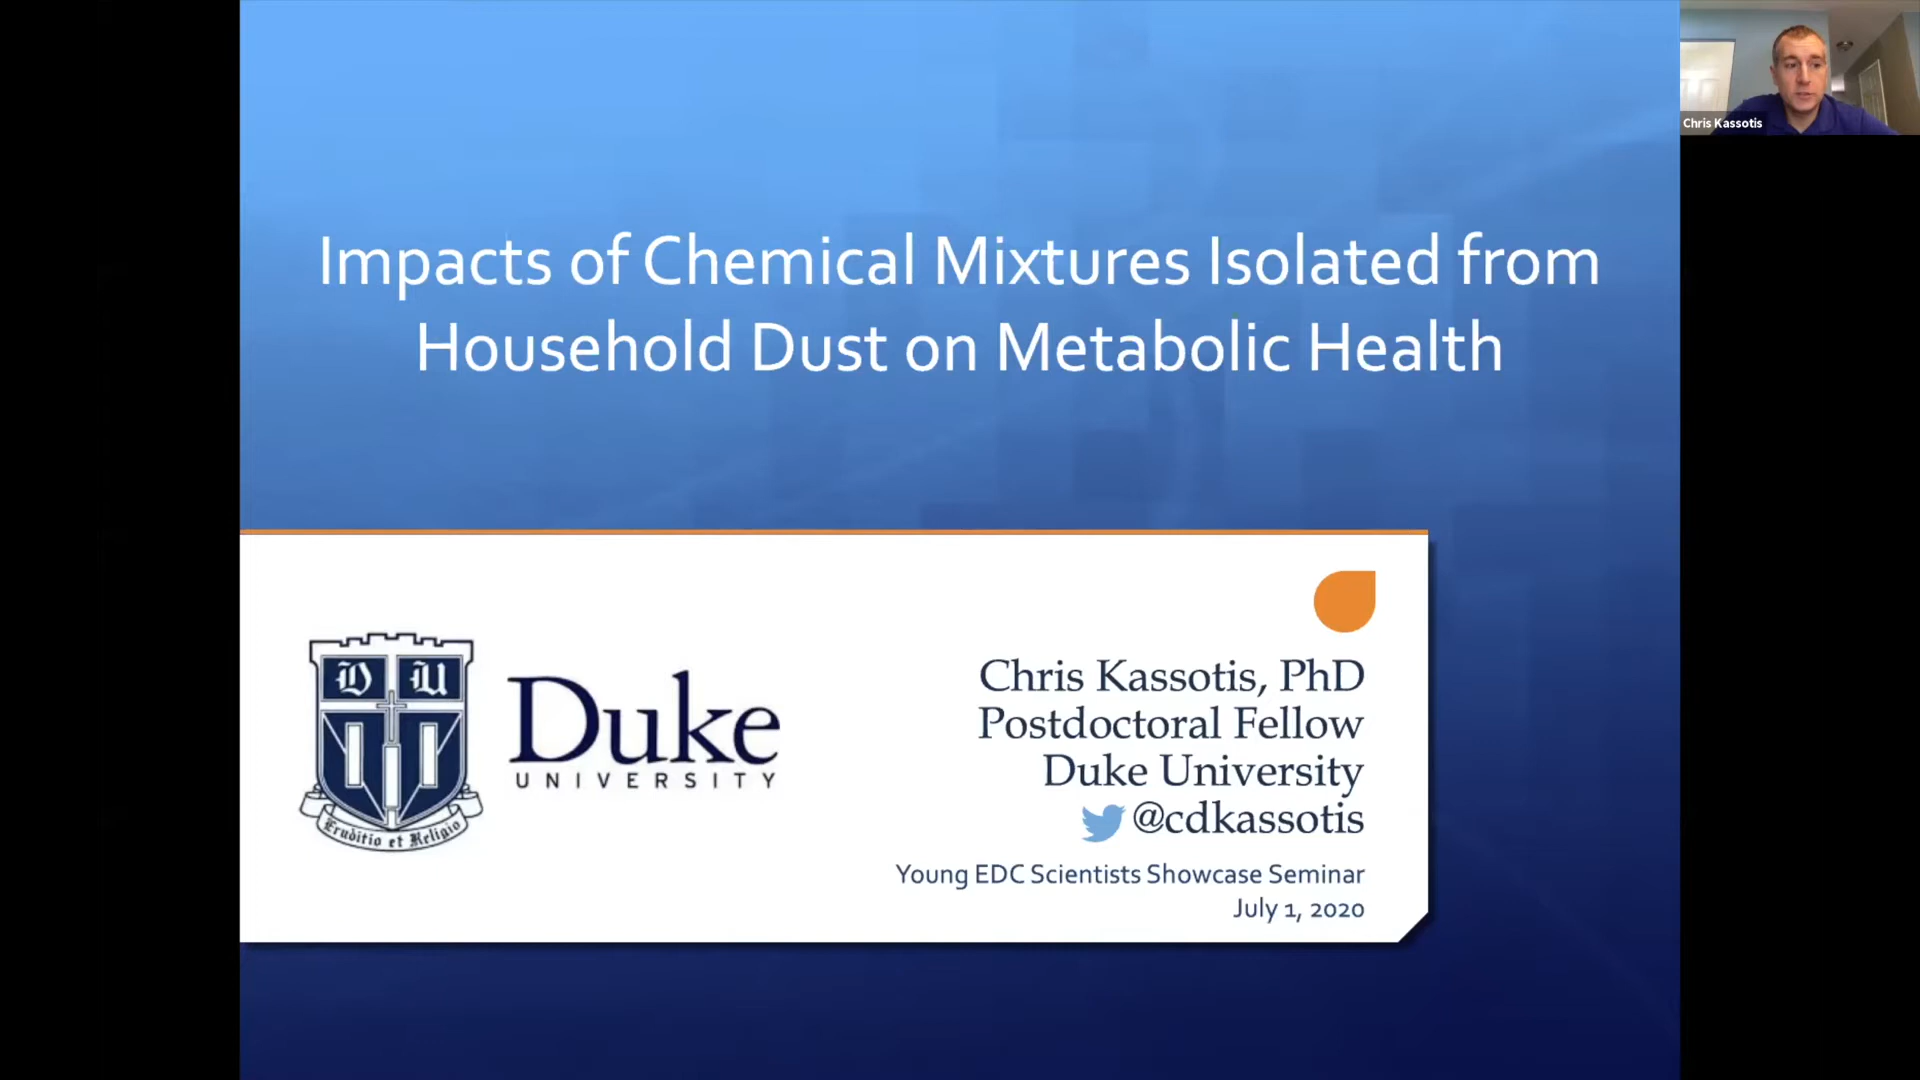 Chris Kassotis
Impacts of Chemical Mixtures Isolated from
Household Dust on Metabolic Health
D U
Eruditio et Religio
Duke
UNIVERSITY
Chris Kassotis, PhD
Postdoctoral Fellow
Duke University
@cdkassotis
Young EDC Scientists Showcase Seminar
July 1, 2020